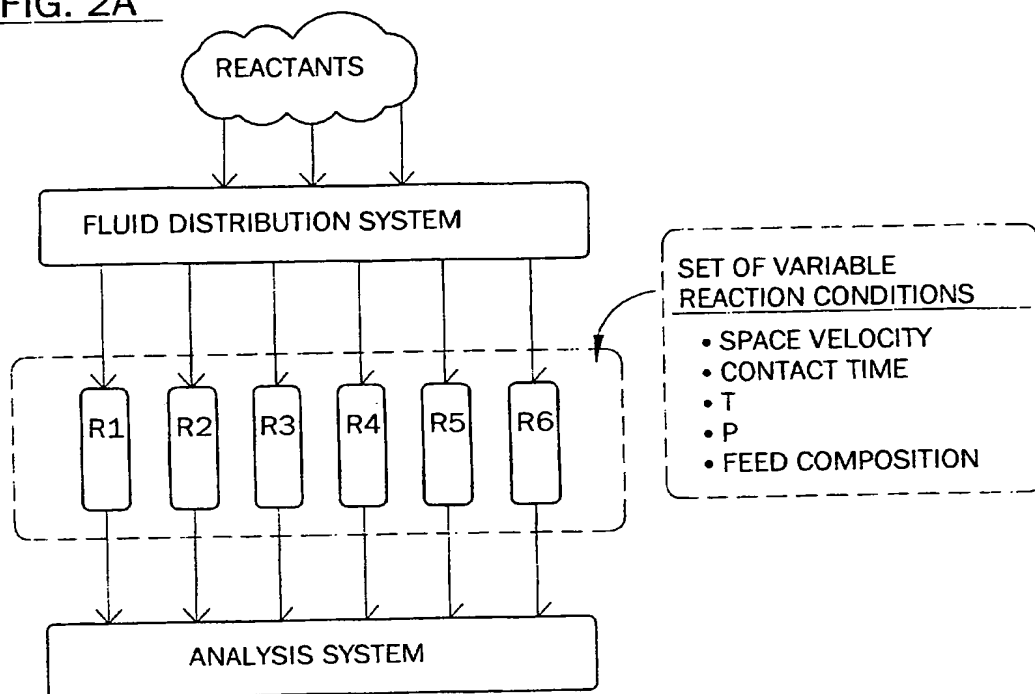 FIG. 2A
REACTANTS
FLUID DISTRIBUTION SYSTEM
SET OF VARIABLE
REACTION CONDITIONS
• SPACE VELOCITY
• CONTACT TIME
• T
• P
• FEED COMPOSITION
R1 R2 R3 R4 R5 R6
ANALYSIS SYSTEM